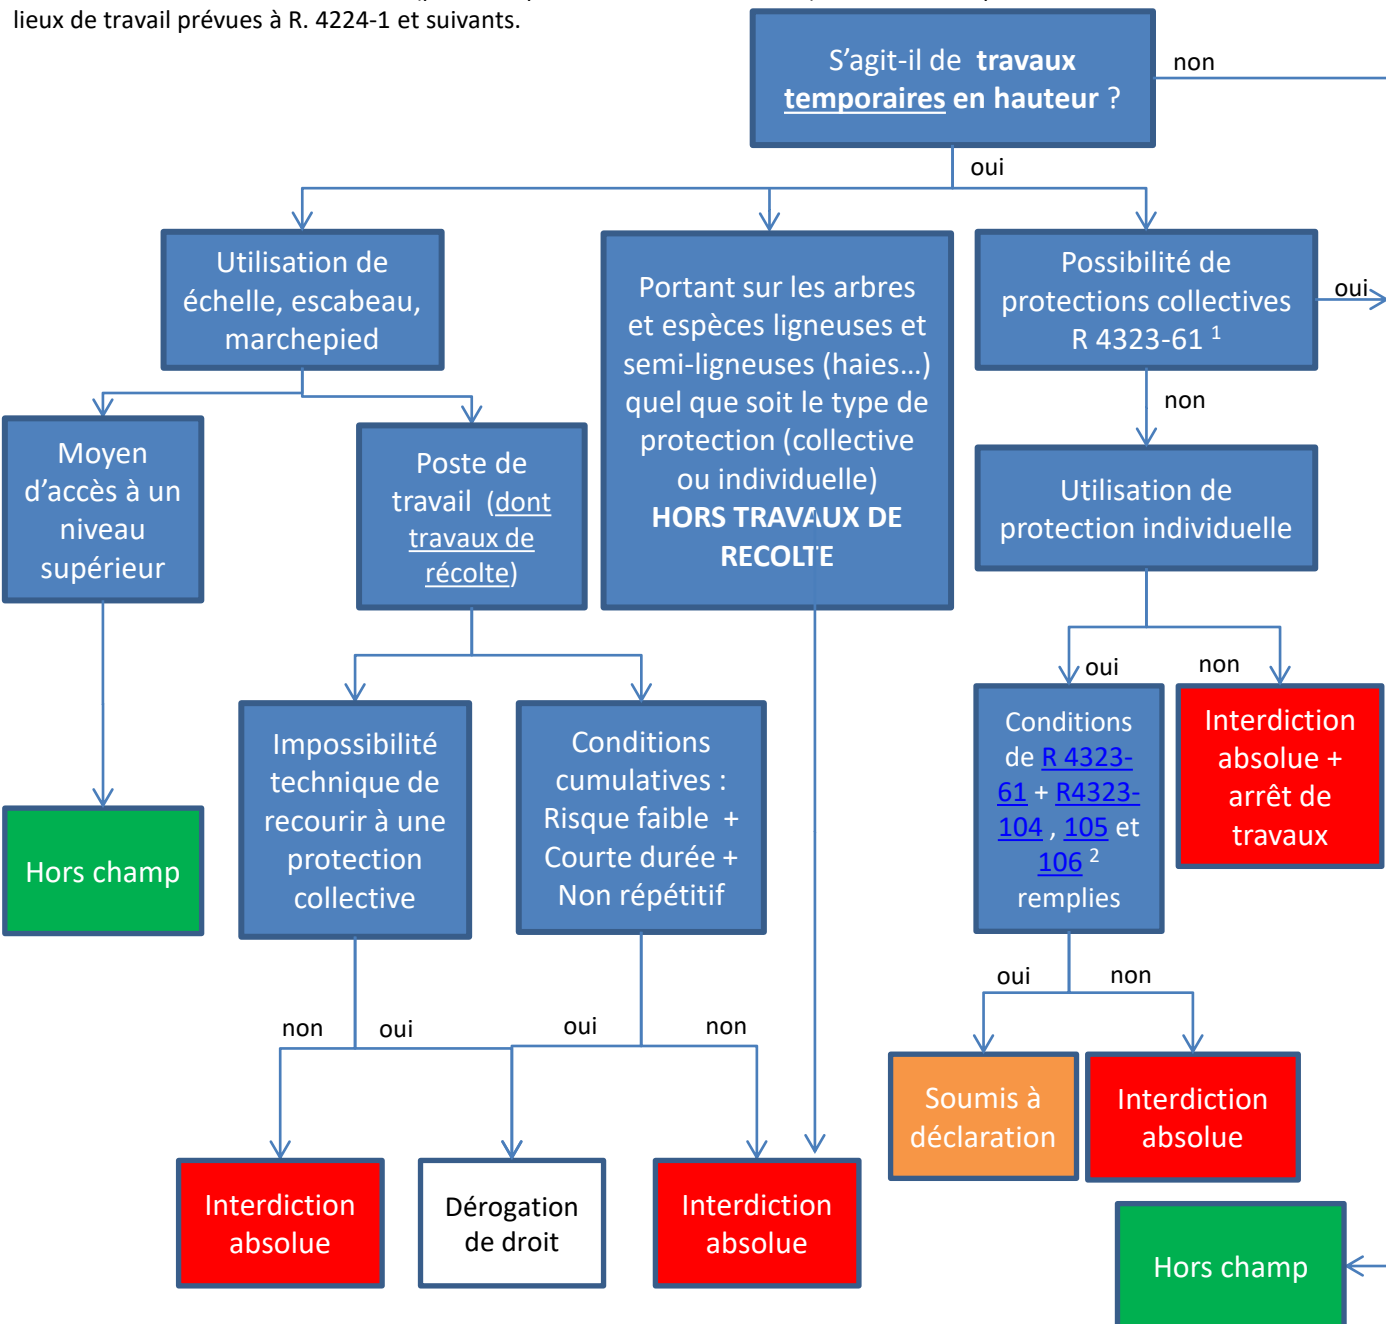 lieux de travail prévues à R. 4224-1 et suivants.
S'agit-il de travaux
temporaires en hauteur ?
non
oui
Utilisation de
échelle, escabeau,
marchepied
Portant sur les arbres
et espèces ligneuses et
semi-ligneuses (haies...)
quel que soit le type de
protection (collective
ou individuelle)
HORS TRAVAUX DE
RECOLTE
Possibilité de
protections collectives
R 4323-61 1
oui
non
Moyen
d'accès à un
niveau
supérieur
Poste de
travail (dont
travaux de
récolte)
Utilisation de
protection individuelle
oui
non
Impossibilité
technique de
recourir à une
protection
collective
Conditions
cumulatives :
Risque faible +
Courte durée +
Non répétitif
Conditions
de R 4323-
61 + R4323-
104 , 105 et
106 2
remplies
Interdiction
absolue +
arrêt de
travaux
Hors champ
oui
non
non
oui
oui
non
Soumis à
déclaration
Interdiction
absolue
Interdiction
absolue
Dérogation
de droit
Interdiction
absolue
Hors champ